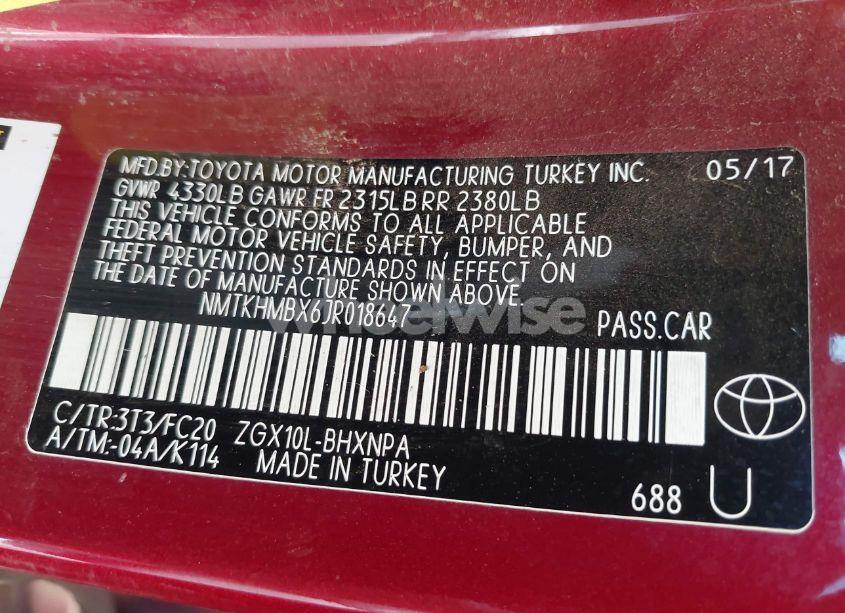 MFD.BY:TOYOTA MOTOR MANUFACTURING TURKEY INC. 05/17
GVWR 4330LB GAWR FR 2315LB RR 2380LB
THIS VEHICLE CONFORMS TO ALL APPLICABLE
FEDERAL MOTOR VEHICLE SAFETY, BUMPER, AND
THEFT PREVENTION STANDARDS IN EFFECT ON
THE DATE OF MANUFACTURE SHOWN ABOVE.
NMTKHMBX6JR018647 PASS.CAR
wheelwise
C/TR:3T3/FC20 ZGX10L-BHXNPA
A/TM:-04A/K114 MADE IN TURKEY
688 U